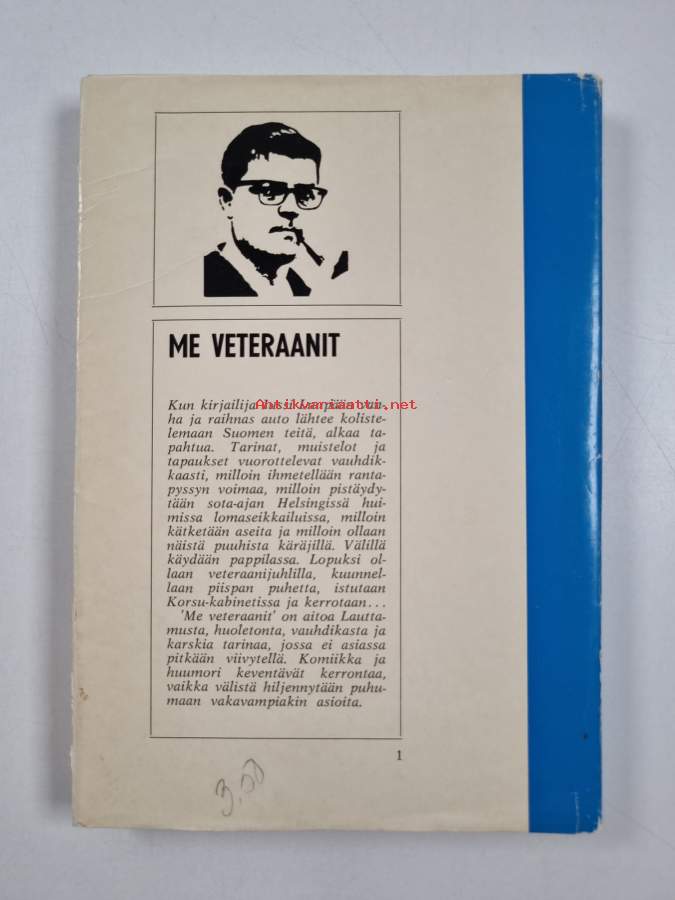 ME VETERAANIT
Kun kirjailija
Antikvariaatti.net
ha ja raihnas auto lähtee koliste-
lemaan Suomen teitä, alkaa ta-
pahtua. Tarinat, muistelot ja
tapaukset vuorottelevat vauhdik-
kaasti, milloin ihmetellään ranta-
pyssyn voimaa, milloin pistäydy-
tään sota-ajan Helsingissä hui-
missa lomaseikkailuissa, milloin
kätketään aseita ja milloin ollaan
näistä puuhista käräjillä. Välillä
käydään pappilassa. Lopuksi ol-
laan veteraanijuhlilla, kuunnel-
laan piispan puhetta, istutaan
Korsu-kabinetissa ja kerrotaan...
'Me veteraanit' on aitoa Lautta-
musta, huoletonta, vauhdikasta ja
karskia tarinaa, jossa ei asiassa
pitkään viivytellä. Komiikka ja
huumori keventävät kerrontaa,
vaikka välistä hiljennytään puhu-
maan vakavampiakin asioita.
1
3,00